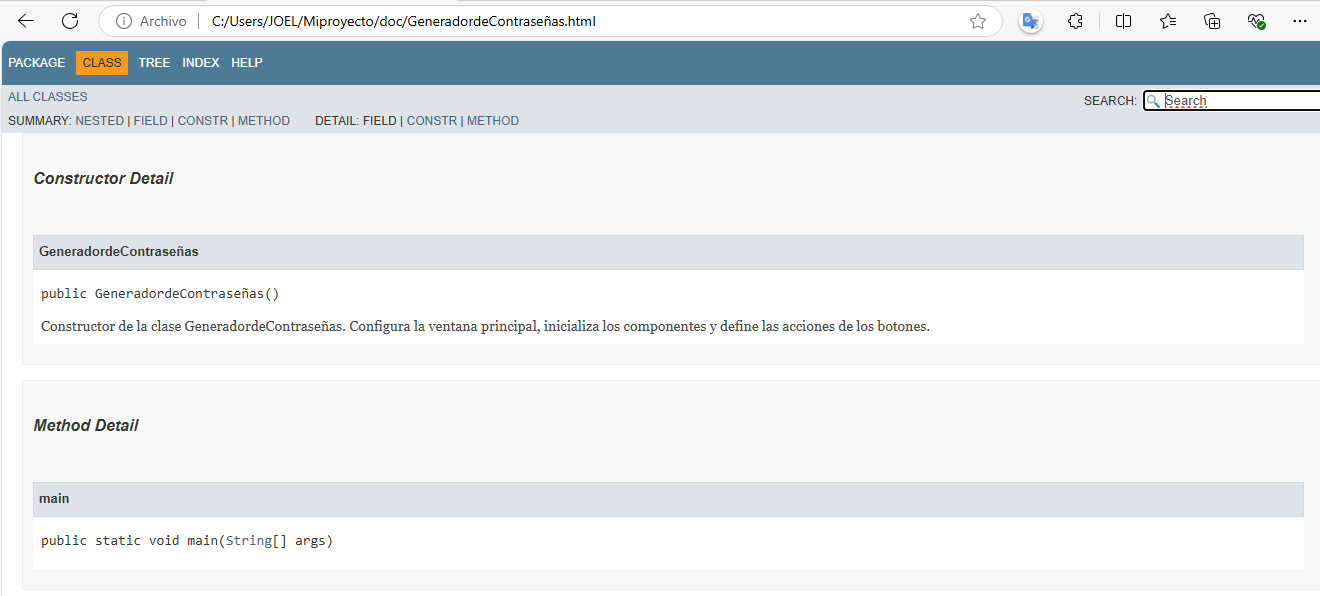 Archivo | C:/Users/JOEL/Miproyecto/doc/GeneradordeContraseñas.html
PACKAGE CLASS TREE INDEX HELP
ALL CLASSES
SEARCH: Search
SUMMARY: NESTED | FIELD | CONSTR | METHOD DETAIL: FIELD | CONSTR | METHOD
Constructor Detail
GeneradordeContraseñas
public GeneradordeContraseñas()
Constructor de la clase GeneradordeContraseñas. Configura la ventana principal, inicializa los componentes y define las acciones de los botones.
Method Detail
main
public static void main(String[] args)